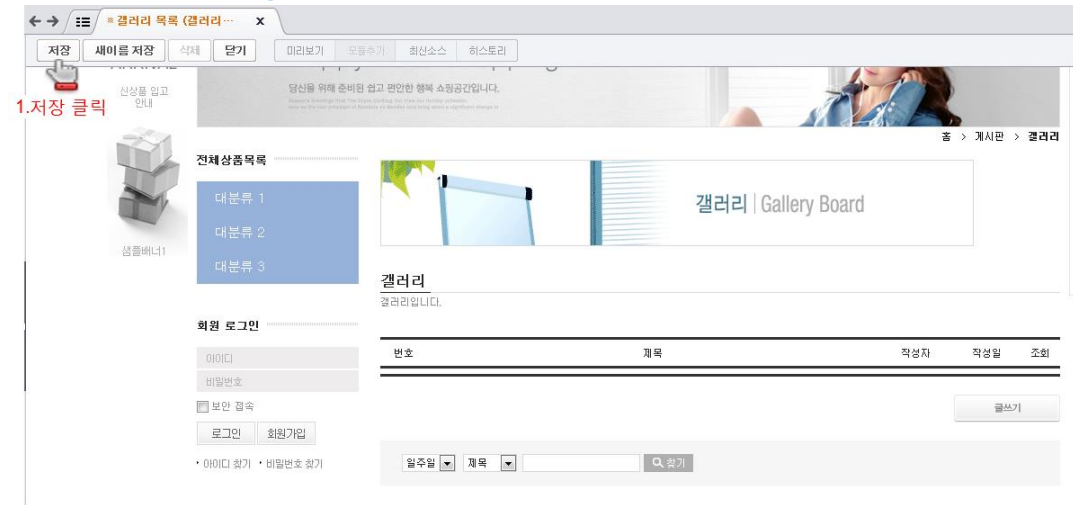 갤러리 목록 (갤러리… x
저장 새이름 저장 삭제 닫기 미리보기 모듈추가 최신소스 히스토리
1.저장 클릭
신상품 입고
안내
당신을 위해 준비된 쉽고 편안한 행복 쇼핑공간입니다.
홈 > 게시판 > 갤러리
전체상품목록
대분류 1
대분류 2
대분류 3
샘플배너1
갤러리 | Gallery Board
갤러리
갤러리입니다.
회원 로그인
아이디
비밀번호
보안 접속
로그인 회원가입
· 아이디 찾기 · 비밀번호 찾기
번호 제목 작성자 작성일 조회
글쓰기
일주일 제목 찾기